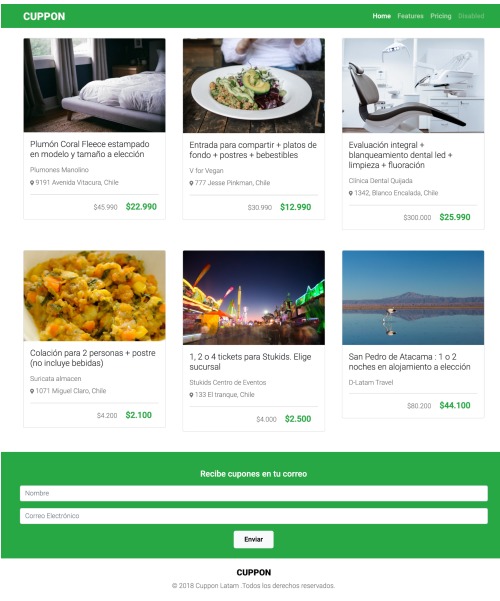 CUPPON
Home Features Pricing Disabled
Plumón Coral Fleece estampado
en modelo y tamaño a elección
Plumones Manolino
9191 Avenida Vitacura, Chile
$45.990 $22.990
Entrada para compartir + platos de
fondo + postres + bebestibles
V for Vegan
777 Jesse Pinkman, Chile
$30.990 $12.990
Evaluación integral +
blanqueamiento dental led +
limpieza + fluoración
Clínica Dental Quijada
1342, Blanco Encalada, Chile
$300.000 $25.990
Colación para 2 personas + postre
(no incluye bebidas)
Suricata almacen
1071 Miguel Claro, Chile
$4.200 $2.100
1, 2 o 4 tickets para Stukids. Elige
sucursal
Stukids Centro de Eventos
133 El tranque, Chile
$4.000 $2.500
San Pedro de Atacama : 1 o 2
noches en alojamiento a elección
D-Latam Travel
$80.200 $44.100
Recibe cupones en tu correo
Nombre
Correo Electrónico
Enviar
CUPPON
© 2018 Cuppon Latam .Todos los derechos reservados.